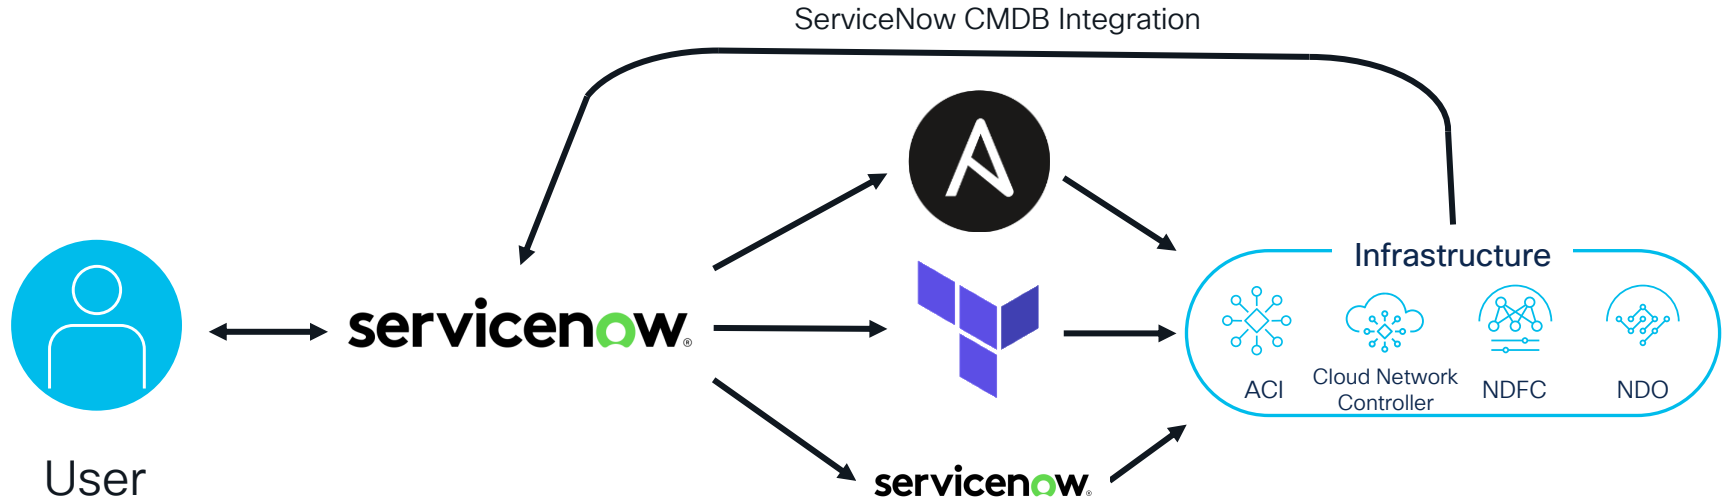 ServiceNow CMDB Integration
Infrastructure
servicenow®
ACI
Cloud Network
Controller
NDFC
NDO
User
servicenow®